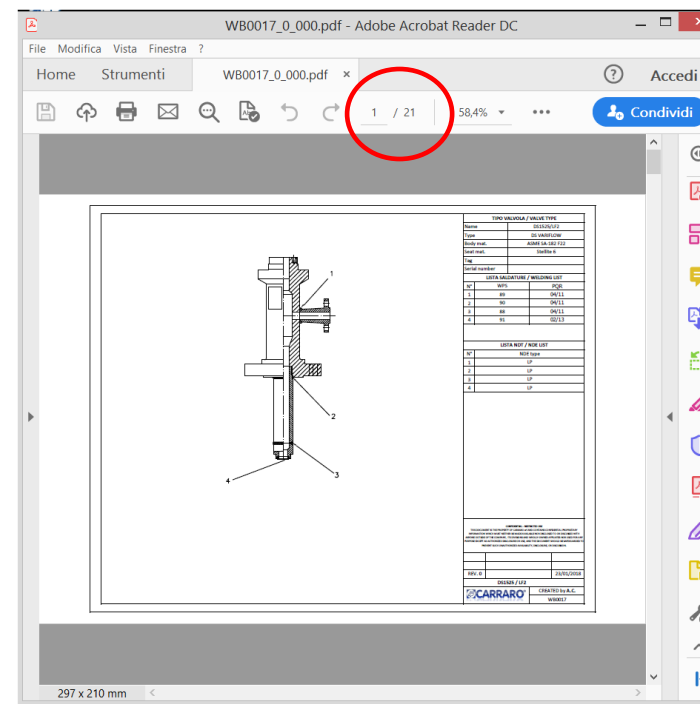 WB0017_0_000.pdf - Adobe Acrobat Reader DC
File Modifica Vista Finestra ?
Home Strumenti WB0017_0_000.pdf × ? Accedi
1 / 21 58,4% Condividi
TIPO VALVOLA / VALVE TYPE
Name DS1525/LF2
Type DS VARIFLOW
Body mat. ASME SA-182 F22
Seat mat. Stellite 6
Tag
Serial number
LISTA SALDATURE / WELDING LIST
N° WPS PQR
1 89 04/11
2 90 04/11
3 88 04/11
4 91 02/13
LISTA NDT / NDE LIST
N° NDE type
1 LP
2 LP
3 LP
4 LP
1
2
3
4
REV. 0 23/01/2018
DS1525 / LF2
CARRARO CREATED by A.C.
WB0017
297 x 210 mm